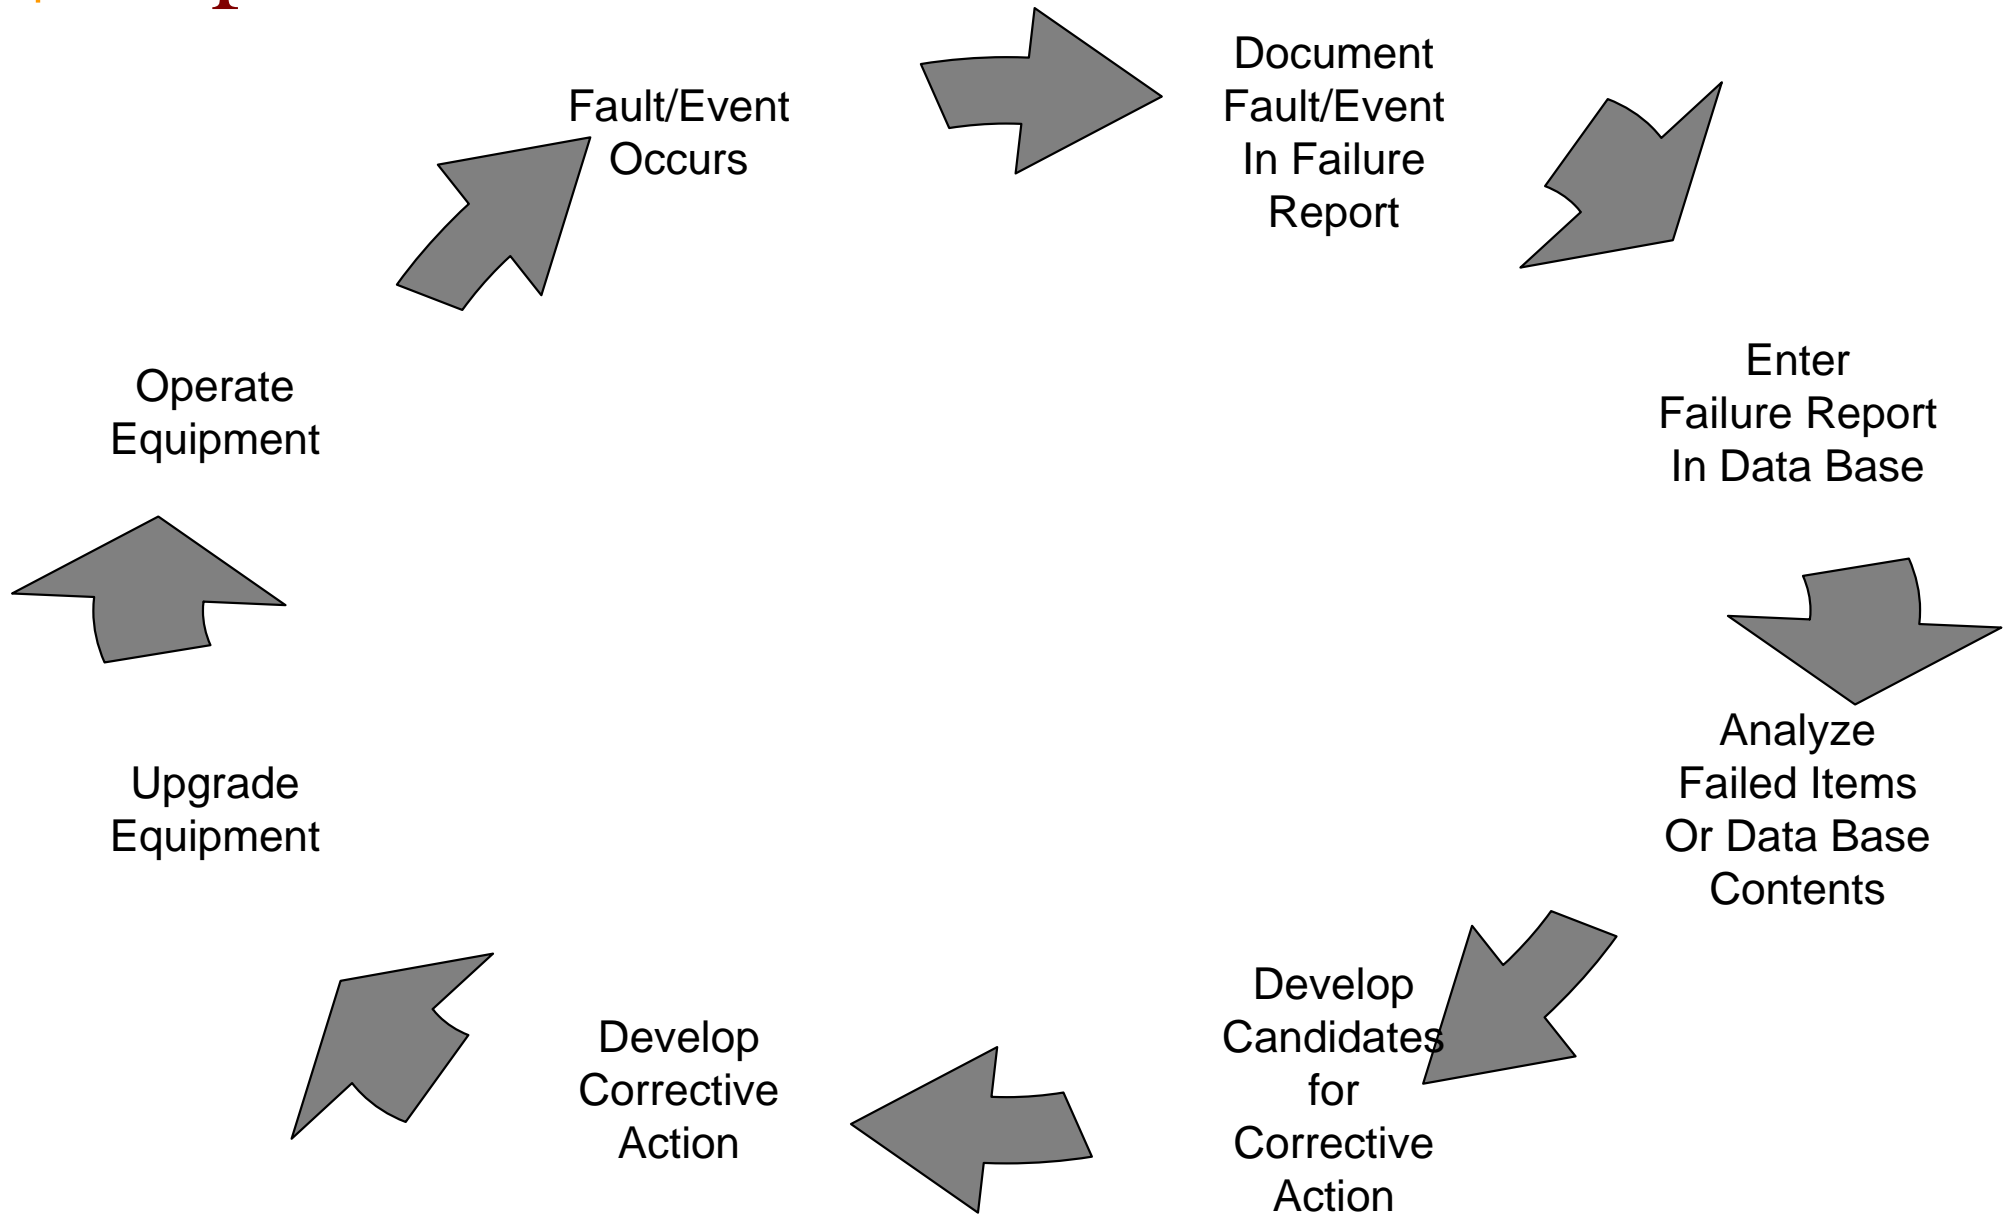 Fault/Event
Occurs
Document
Fault/Event
In Failure
Report
Enter
Failure Report
In Data Base
Analyze
Failed Items
Or Data Base
Contents
Develop
Candidates
for
Corrective
Action
Develop
Corrective
Action
Upgrade
Equipment
Operate
Equipment